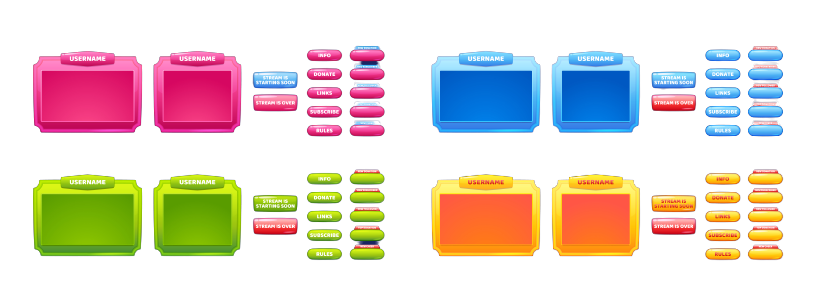 USERNAME
USERNAME
STREAM IS
STARTING SOON
STREAM IS OVER
INFO
DONATE
LINKS
SUBSCRIBE
RULES
USERNAME
USERNAME
STREAM IS
STARTING SOON
STREAM IS OVER
INFO
DONATE
LINKS
SUBSCRIBE
RULES
USERNAME
USERNAME
STREAM IS
STARTING SOON
STREAM IS OVER
INFO
DONATE
LINKS
SUBSCRIBE
RULES
USERNAME
USERNAME
STREAM IS
STARTING SOON
STREAM IS OVER
INFO
DONATE
LINKS
SUBSCRIBE
RULES